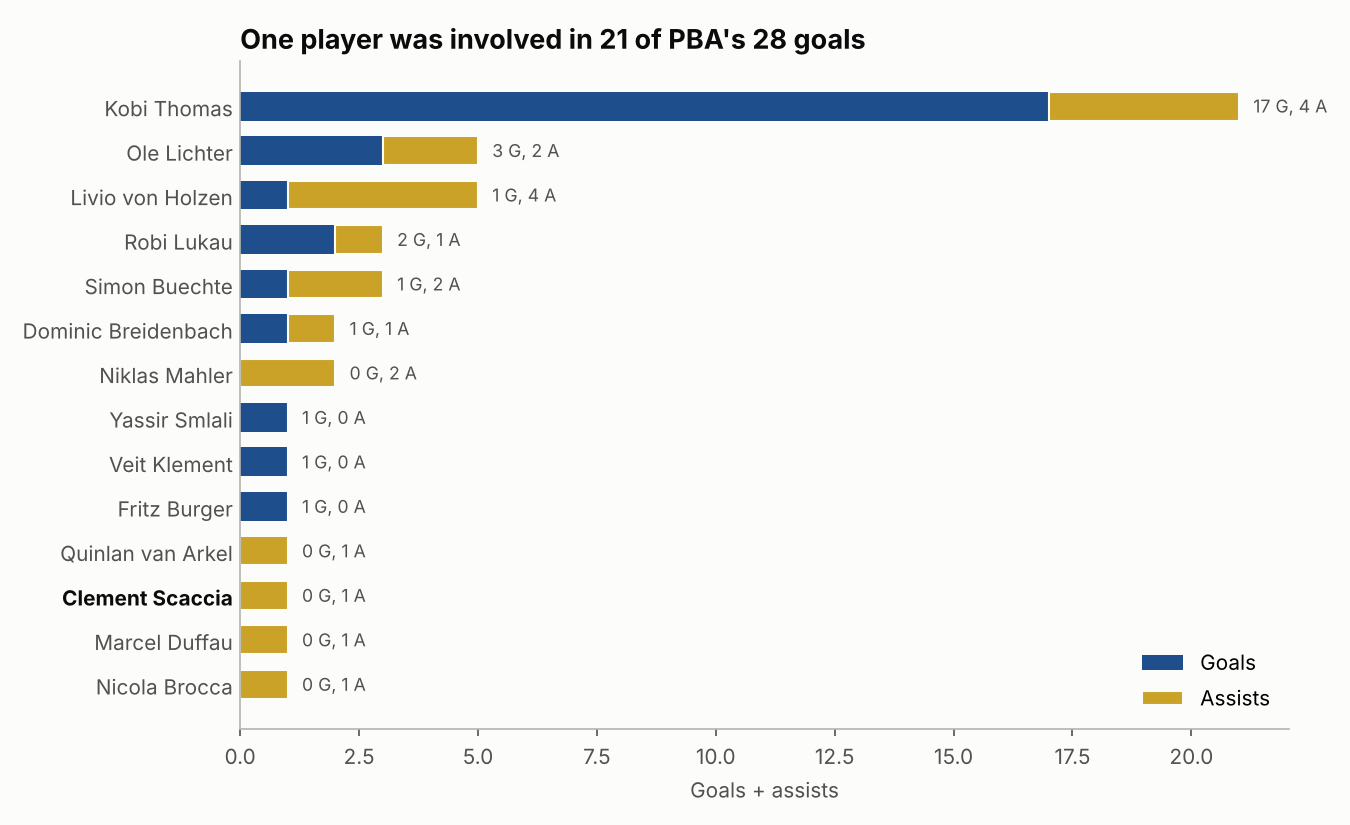 One player was involved in 21 of PBA's 28 goals
Kobi Thomas 17 G, 4 A
Ole Lichter 3 G, 2 A
Livio von Holzen 1 G, 4 A
Robi Lukau 2 G, 1 A
Simon Buechte 1 G, 2 A
Dominic Breidenbach 1 G, 1 A
Niklas Mahler 0 G, 2 A
Yassir Smlali 1 G, 0 A
Veit Klement 1 G, 0 A
Fritz Burger 1 G, 0 A
Quinlan van Arkel 0 G, 1 A
Clement Scaccia 0 G, 1 A
Marcel Duffau 0 G, 1 A
Nicola Brocca 0 G, 1 A
Goals
Assists
0.0 2.5 5.0 7.5 10.0 12.5 15.0 17.5 20.0
Goals + assists